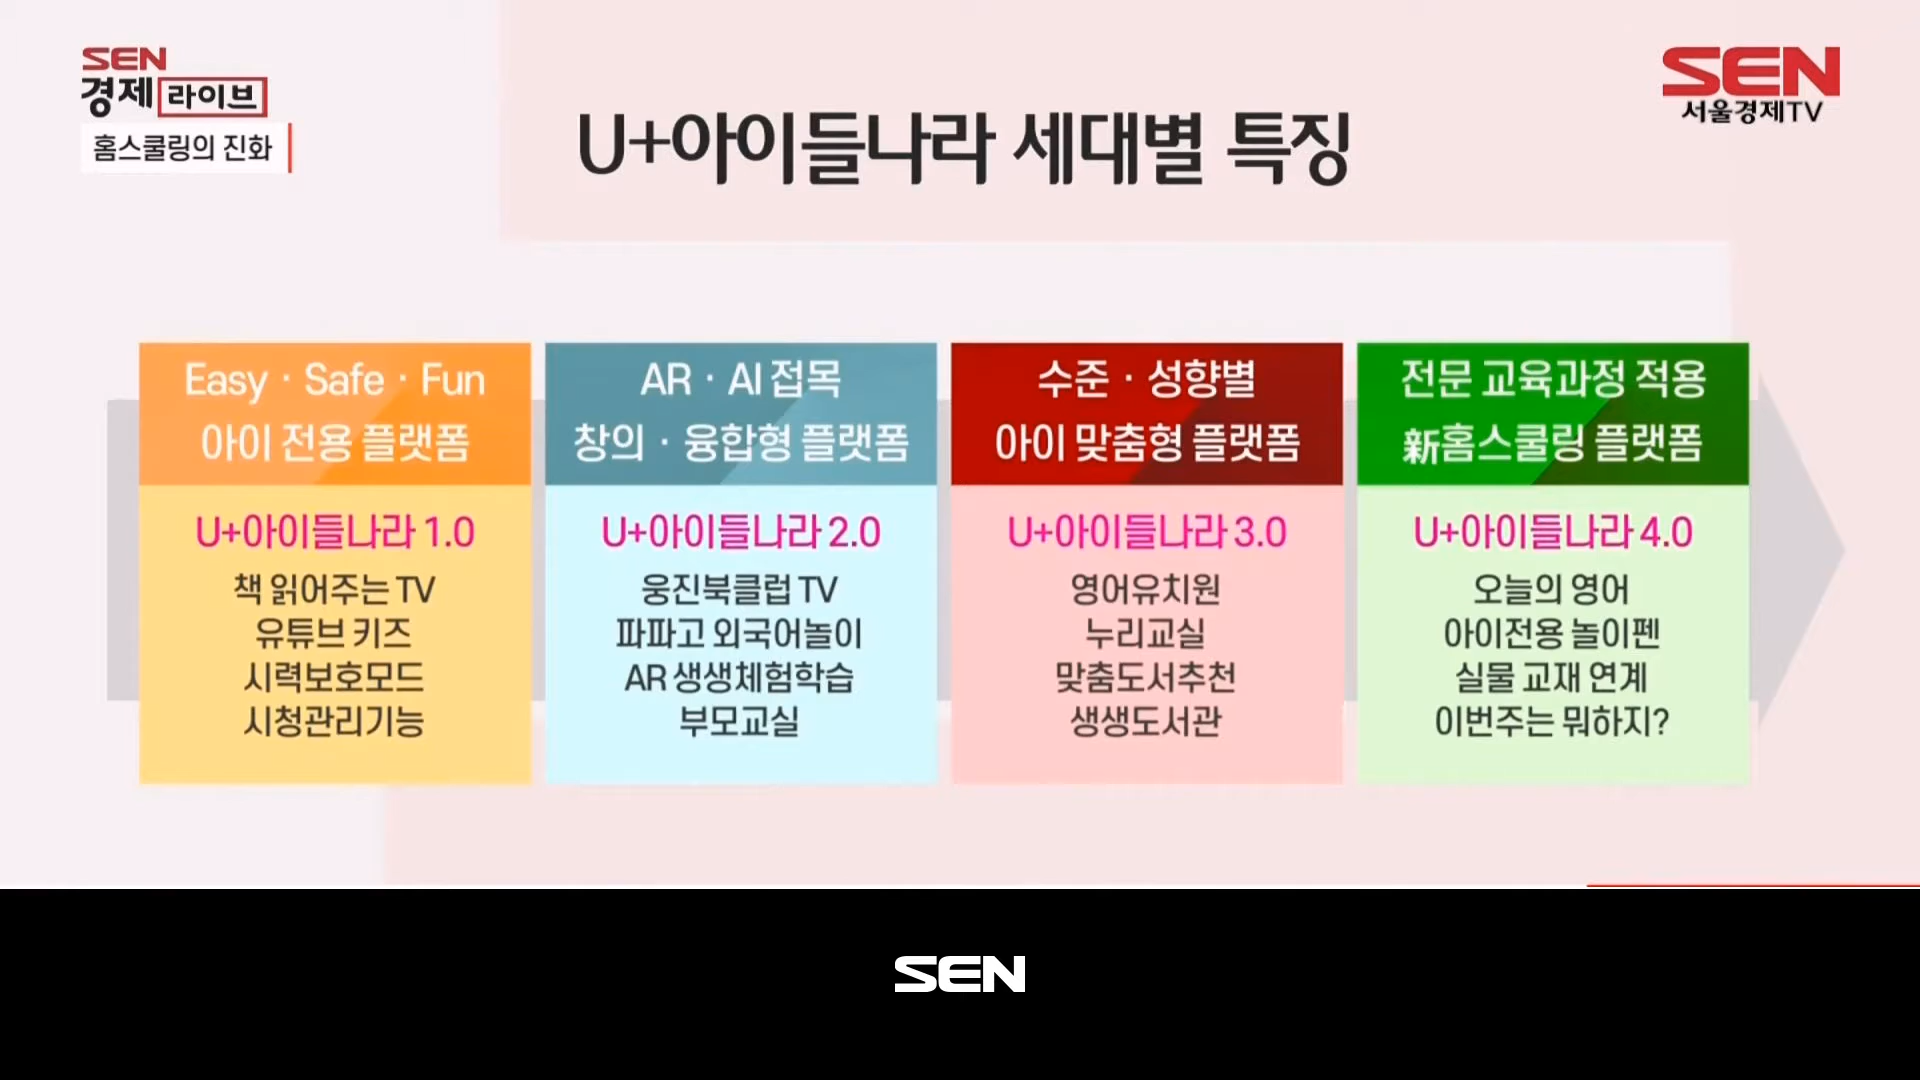 SEN
경제 라이브
홈스쿨링의 진화
SEN
서울경제TV
U+아이들나라 세대별 특징
Easy · Safe · Fun
아이 전용 플랫폼
U+아이들나라 1.0
책 읽어주는 TV
유튜브 키즈
시력보호모드
시청관리기능
AR · AI 접목
창의 · 융합형 플랫폼
U+아이들나라 2.0
웅진북클럽 TV
파파고 외국어놀이
AR 생생체험학습
부모교실
수준 · 성향별
아이 맞춤형 플랫폼
U+아이들나라 3.0
영어유치원
누리교실
맞춤도서추천
생생도서관
전문 교육과정 적용
新홈스쿨링 플랫폼
U+아이들나라 4.0
오늘의 영어
아이전용 놀이펜
실물 교재 연계
이번주는 뭐하지?
SEN